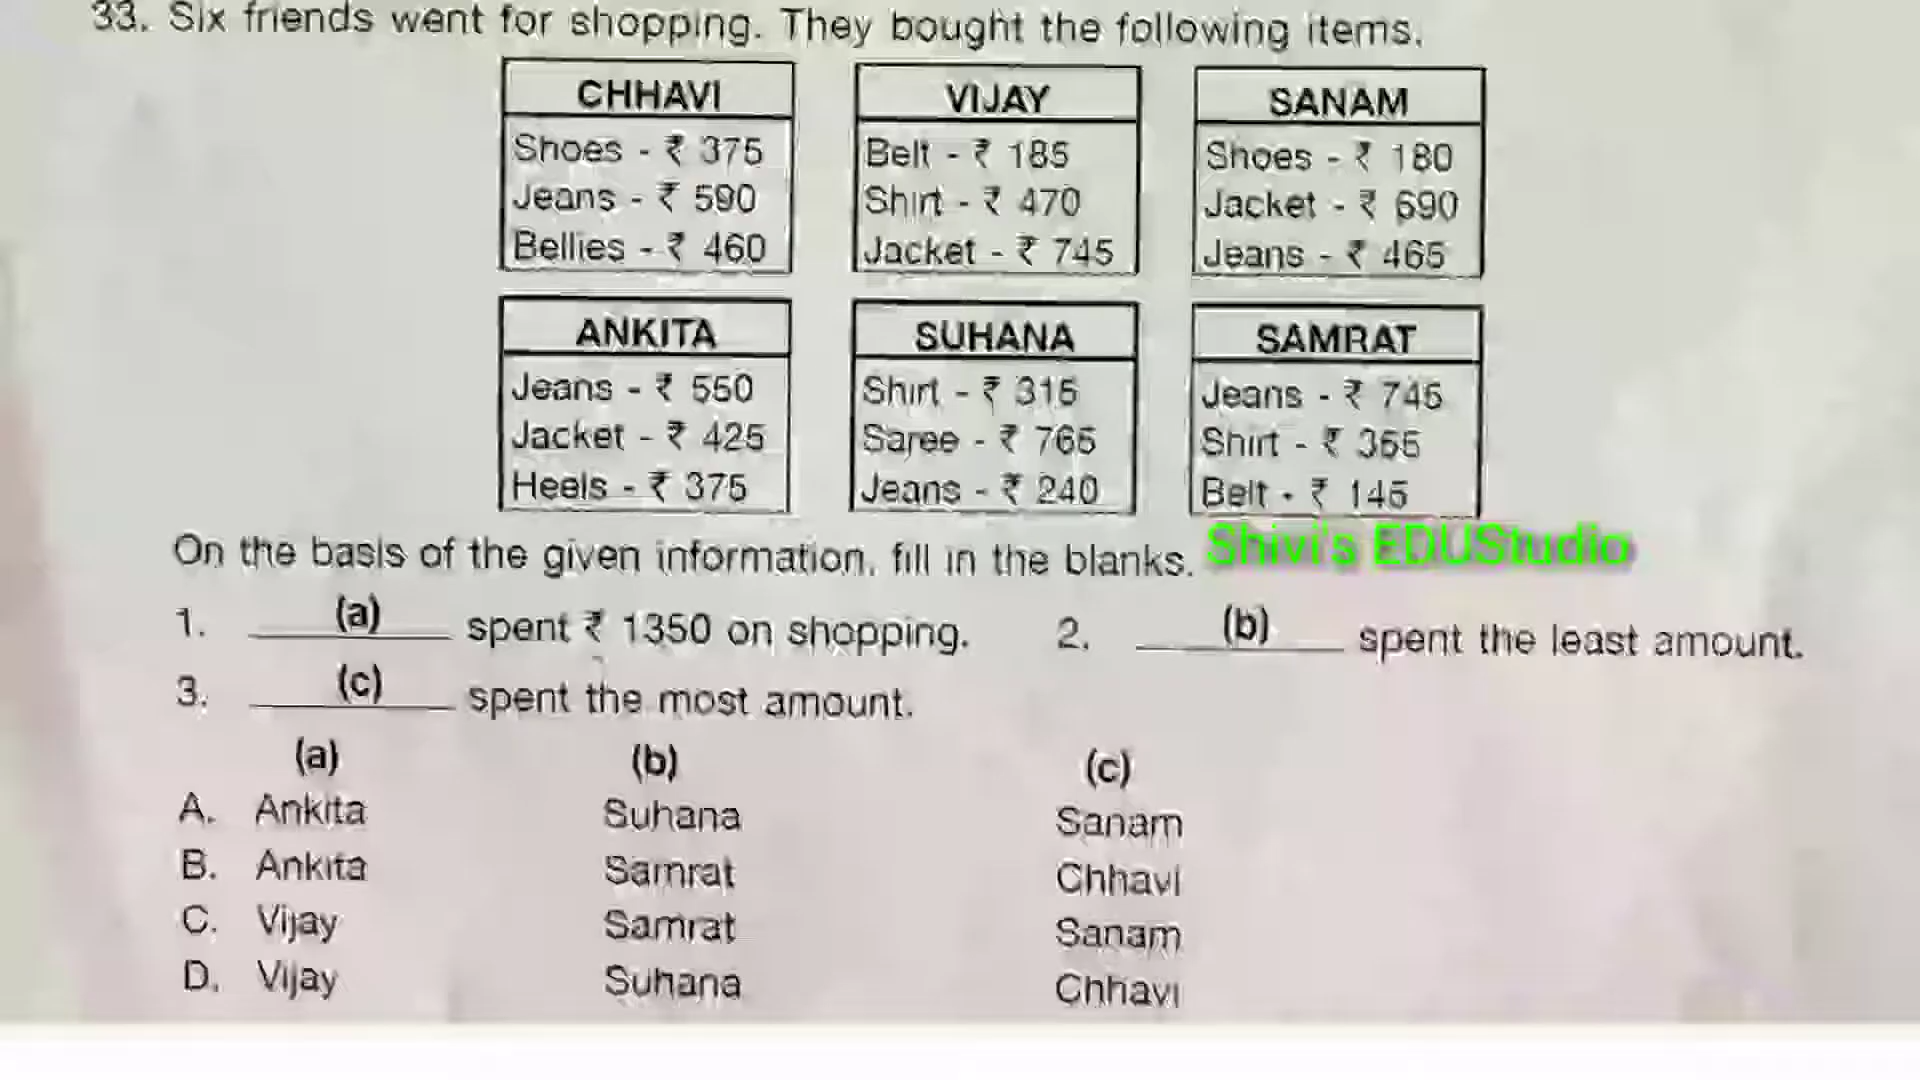 33. Six friends went for shopping. They bought the following items.
CHHAVI
Shoes - ₹ 375
Jeans - ₹ 590
Bellies - ₹ 460
VIJAY
Belt - ₹ 185
Shirt - ₹ 470
Jacket - ₹ 745
SANAM
Shoes - ₹ 180
Jacket - ₹ 690
Jeans - ₹ 465
ANKITA
Jeans - ₹ 550
Jacket - ₹ 425
Heels - ₹ 375
SUHANA
Shirt - ₹ 315
Saree - ₹ 765
Jeans - ₹ 240
SAMRAT
Jeans - ₹ 745
Shirt - ₹ 365
Belt - ₹ 145
On the basis of the given information, fill in the blanks.
Shivi's EDUStudio
1. (a) spent ₹ 1350 on shopping. 2. (b) spent the least amount.
3. (c) spent the most amount.
(a) (b) (c)
A. Ankita Suhana Sanam
B. Ankita Samrat Chhavi
C. Vijay Samrat Sanam
D. Vijay Suhana Chhavi